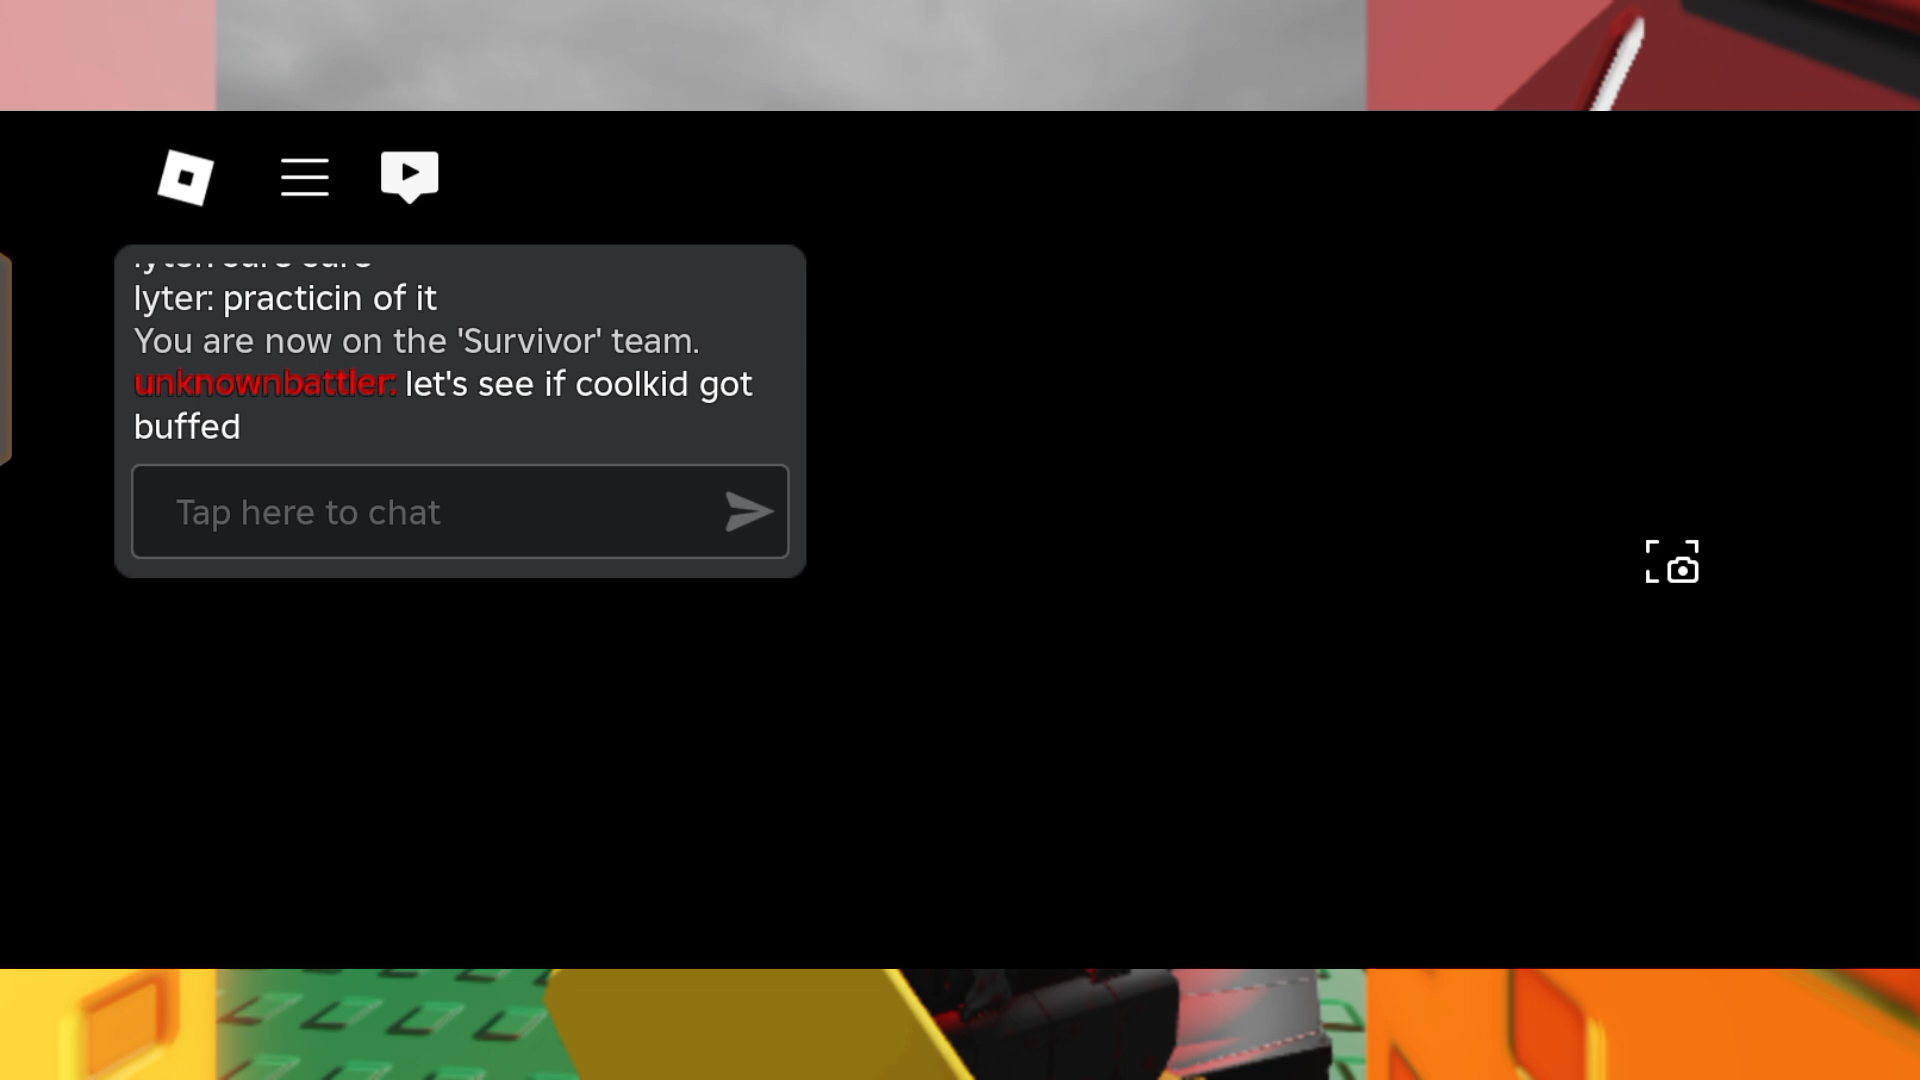 lyter: practicin of it
You are now on the 'Survivor' team.
unknownbattler: let's see if coolkid got
buffed
Tap here to chat